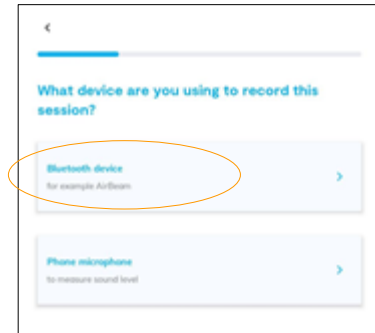 What device are you using to record this
session?
Bluetooth device
for example AirBeam
Phone microphone
to measure sound level